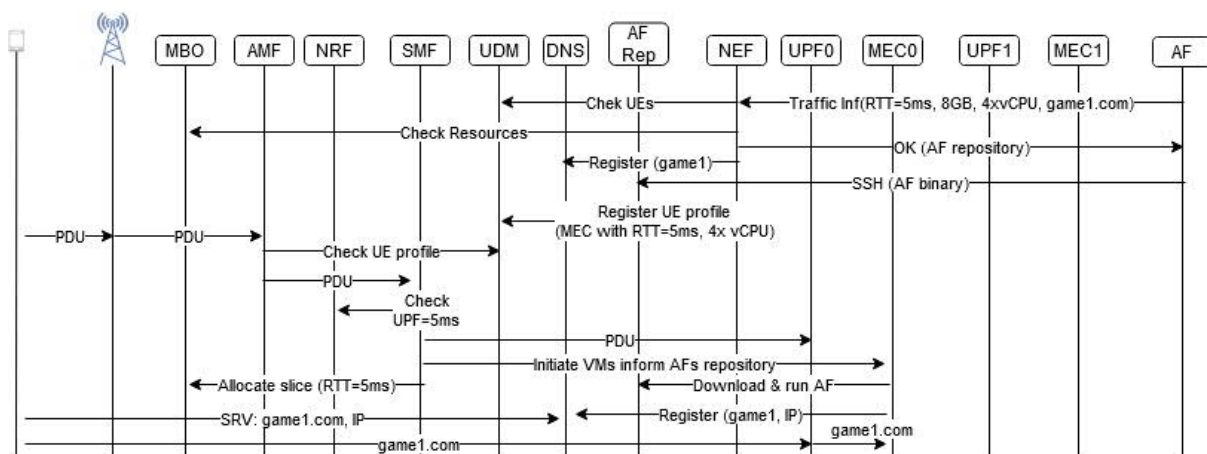 MBO AMF NRF SMF UDM DNS AF Rep NEF UPF0 MEC0 UPF1 MEC1 AF
Chek UEs
Traffic Inf(RTT=5ms, 8GB, 4xvCPU, game1.com)
Check Resources
OK (AF repository)
Register (game1)
SSH (AF binary)
Register UE profile
(MEC with RTT=5ms, 4x vCPU)
PDU
PDU
Check UE profile
PDU
Check
UPF=5ms
PDU
Initiate VMs inform AFs repository
Allocate slice (RTT=5ms)
Download & run AF
SRV: game1.com, IP
Register (game1, IP)
game1.com
game1.com